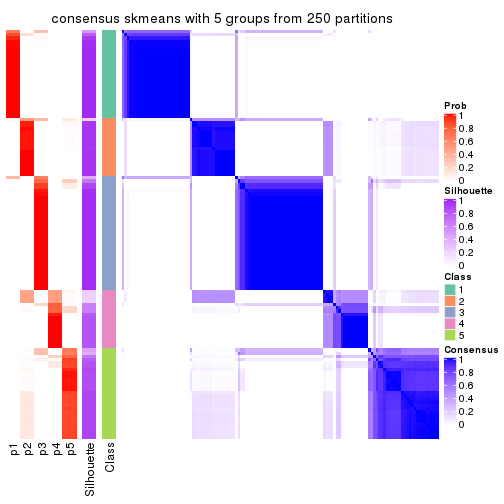 consensus skmeans with 5 groups from 250 partitions
Prob
1
0.8
0.6
0.4
0.2
0
Silhouette
1
0.8
0.6
0.4
0.2
0
Class
1
2
3
4
5
Consensus
1
0.8
0.6
0.4
0.2
0
p1
p2
p3
p4
p5
Silhouette
Class